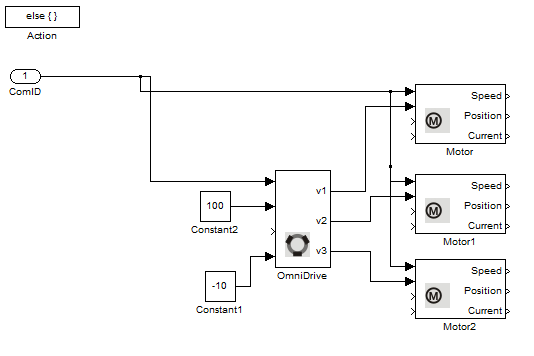 else { }
Action
1
ComID
Speed
Position
M
Current
Motor
v1
100
v2
Constant2
v3
OmniDrive
-10
Constant1
Speed
Position
M
Current
Motor1
Speed
Position
M
Current
Motor2